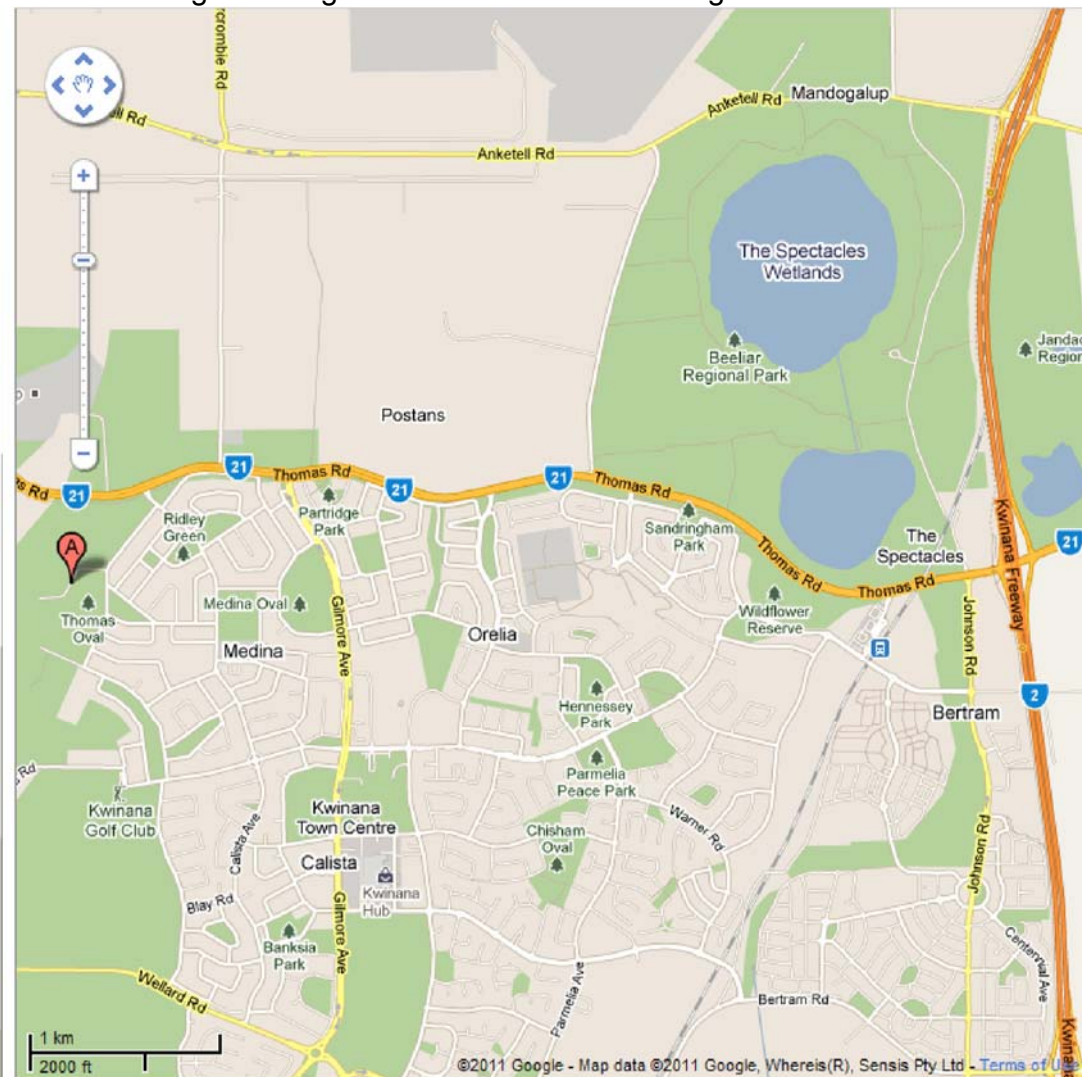 Anketell Rd
Mandogalup
Anketell Rd
The Spectacles
Wetlands
Beeliar
Regional Park
Postans
21
Thomas Rd
21
21
Thomas Rd
21
Ridley
Green
Partridge
Park
Sandringham
Park
Thomas Rd
The
Spectacles
21
Kwinana Freeway
A
Thomas
Oval
Medina Oval
Gilmore Ave
Medina
Orelia
Wildflower
Reserve
Thomas Rd
Johnson Rd
2
Bertram
Hennessey
Park
Parmelia
Peace Park
Kwinana
Golf Club
Kwinana
Town Centre
Calista Ave
Calista
Chisham
Oval
Warner Rd
Johnson Rd
Kwinana
Hub
Blay Rd
Gilmore Ave
Banksia
Park
Wellard Rd
Parmelia Ave
Bertram Rd
Centennial Ave
1 km
2000 ft
©2011 Google - Map data ©2011 Google, Whereis(R), Sensis Pty Ltd - Terms of Use